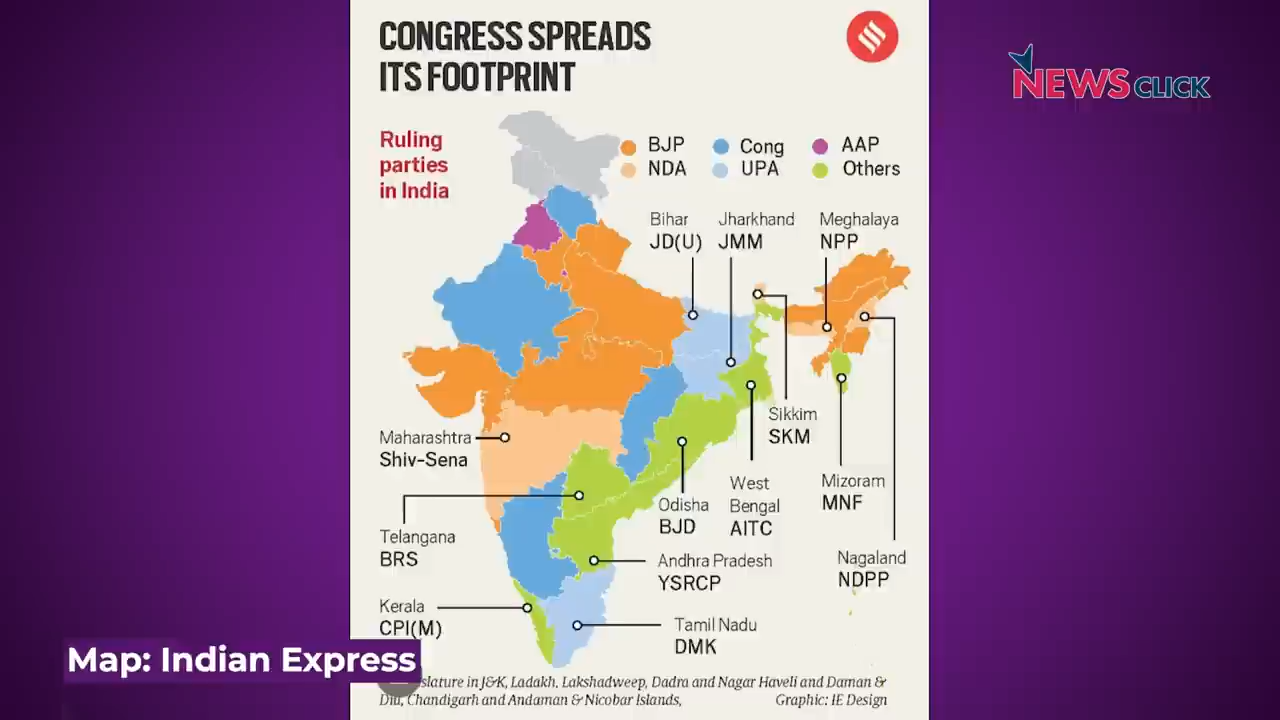 CONGRESS SPREADS
ITS FOOTPRINT
NEWSCLICK
Ruling
parties
in India
BJP
Cong
AAP
NDA
UPA
Others
Bihar
JD(U)
Jharkhand
JMM
Meghalaya
NPP
Maharashtra
Shiv-Sena
Sikkim
SKM
Telangana
BRS
Odisha
BJD
West
Bengal
AITC
Mizoram
MNF
Andhra Pradesh
YSRCP
Nagaland
NDPP
Kerala
CPI(M)
Tamil Nadu
DMK
Map: Indian Express
in J&K, Ladakh, Lakshadweep, Dadra and Nagar Haveli and Daman &
Diu, Chandigarh and Andaman & Nicobar Islands,
Graphic: IE Design